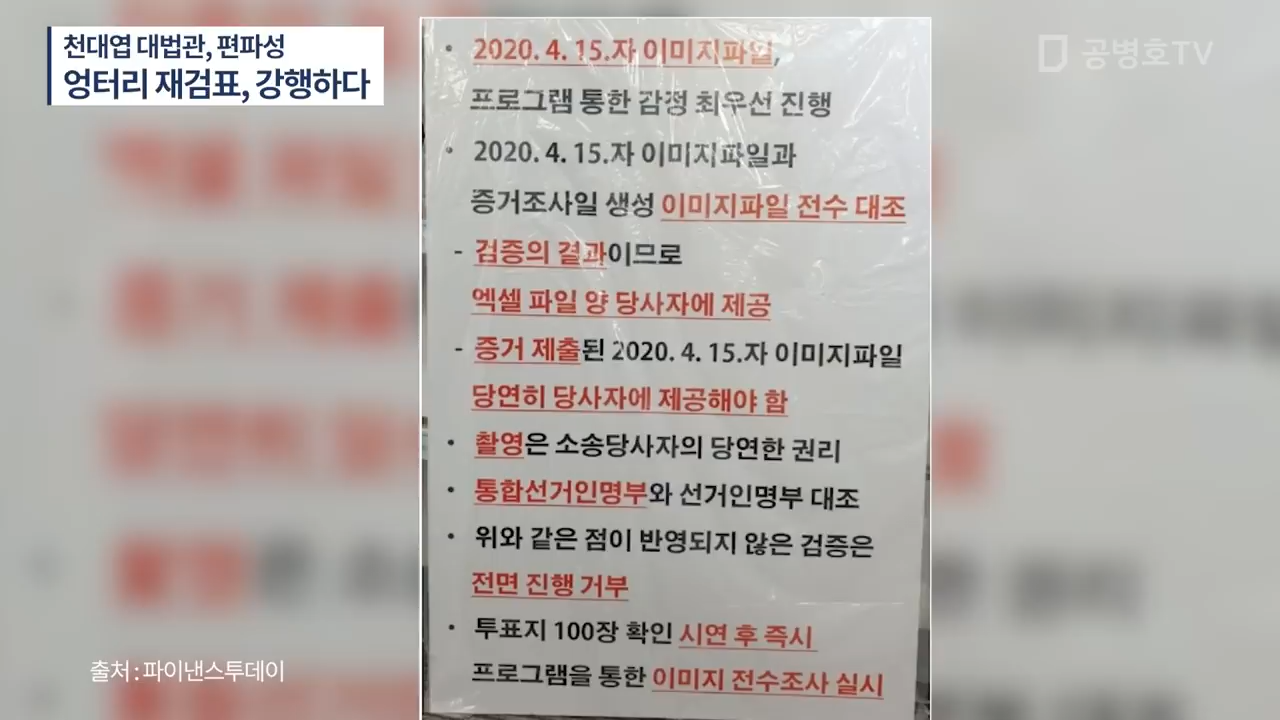 천대엽 대법관, 편파성
엉터리 재검표, 강행하다
공병호TV
• 2020. 4. 15.자 이미지파일,
프로그램 통한 감정 최우선 진행
• 2020. 4. 15.자 이미지파일과
증거조사일 생성 이미지파일 전수 대조
- 검증의 결과이므로
엑셀 파일 양 당사자에 제공
- 증거 제출된 2020. 4. 15.자 이미지파일
당연히 당사자에 제공해야 함
• 촬영은 소송당사자의 당연한 권리
• 통합선거인명부와 선거인명부 대조
• 위와 같은 점이 반영되지 않은 검증은
전면 진행 거부
• 투표지 100장 확인 시연 후 즉시
프로그램을 통한 이미지 전수조사 실시
출처 : 파이낸스투데이